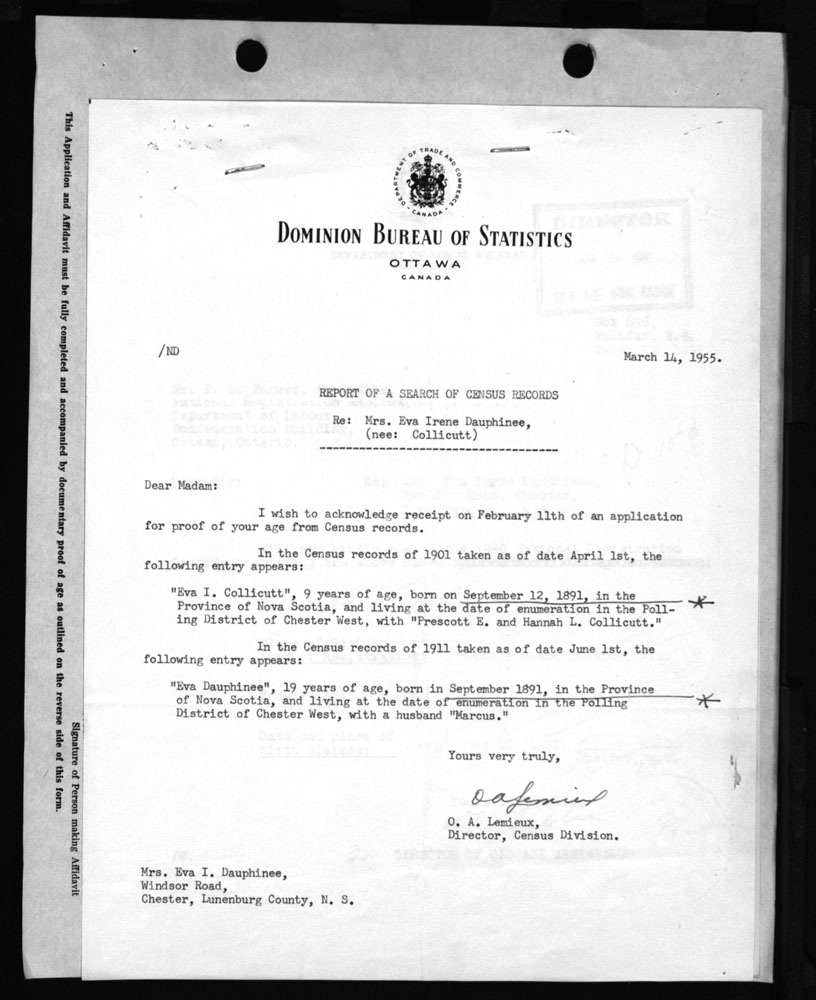 DEPARTMENT OF TRADE AND COMMERCE
CANADA
DOMINION BUREAU OF STATISTICS
OTTAWA
CANADA
DIRECTOR
/ND
March 14, 1955.
REPORT OF A SEARCH OF CENSUS RECORDS
Re: Mrs. Eva Irene Dauphinee,
(nee: Collicutt)
Dear Madam:
I wish to acknowledge receipt on February 11th of an application
for proof of your age from Census records.
In the Census records of 1901 taken as of date April 1st, the
following entry appears:
"Eva I. Collicutt", 9 years of age, born on September 12, 1891, in the
Province of Nova Scotia, and living at the date of enumeration in the Poll-
ing District of Chester West, with "Prescott E. and Hannah L. Collicutt."
In the Census records of 1911 taken as of date June 1st, the
following entry appears:
"Eva Dauphinee", 19 years of age, born in September 1891, in the Province
of Nova Scotia, and living at the date of enumeration in the Polling
District of Chester West, with a husband "Marcus."
Yours very truly,
O A Lemieux
O. A. Lemieux,
Director, Census Division.
Mrs. Eva I. Dauphinee,
Windsor Road,
Chester, Lunenburg County, N. S.
This Application and Affidavit must be fully completed and accompanied by documentary proof of age as outlined on the reverse side of this form.
Signature of Person making Affidavit